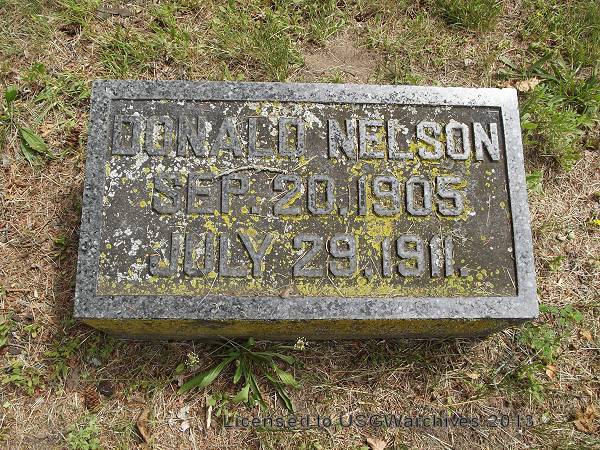 DONALD NELSON
SEP. 20. 1905
JULY 29. 1911.
Licensed to USGWarchives 2013